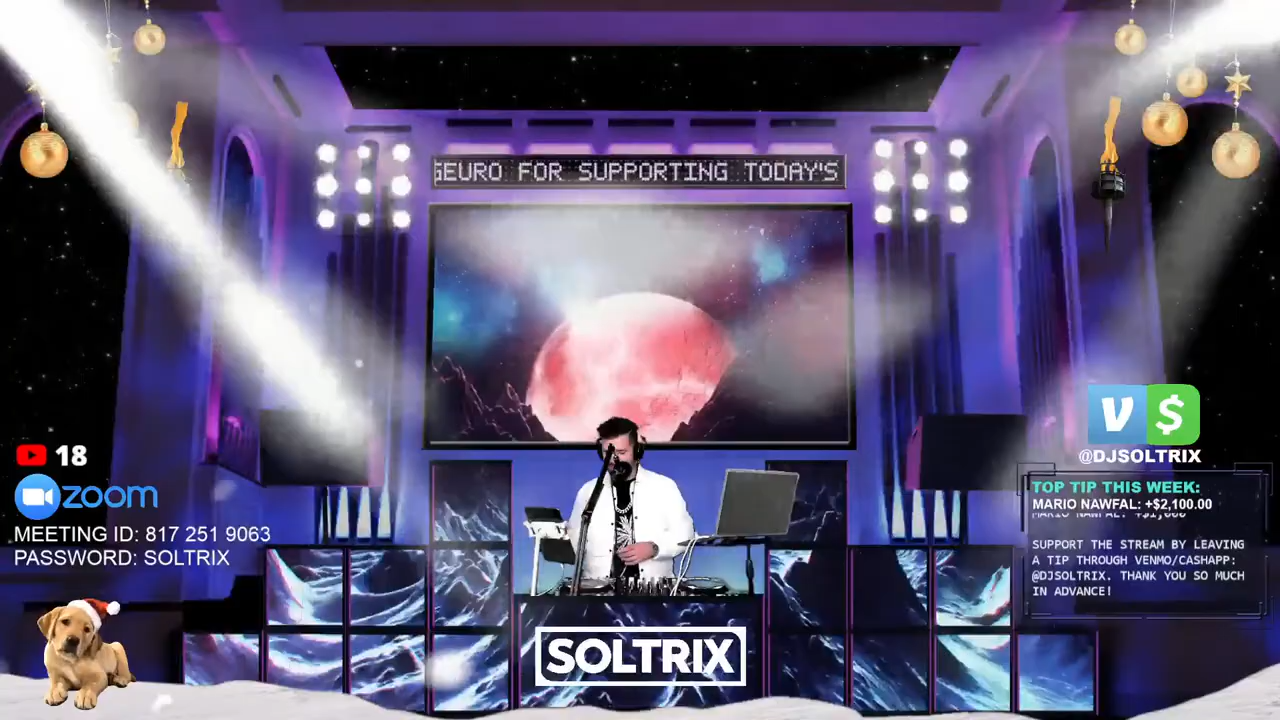 EURO FOR SUPPORTING TODAY'S
18
zoom
MEETING ID: 817 251 9063
PASSWORD: SOLTRIX
V $
@DJSOLTRIX
TOP TIP THIS WEEK:
MARIO NAWFAL: +$2,100.00
SUPPORT THE STREAM BY LEAVING
A TIP THROUGH VENMO/CASHAPP:
@DJSOLTRIX. THANK YOU SO MUCH
IN ADVANCE!
SOLTRIX